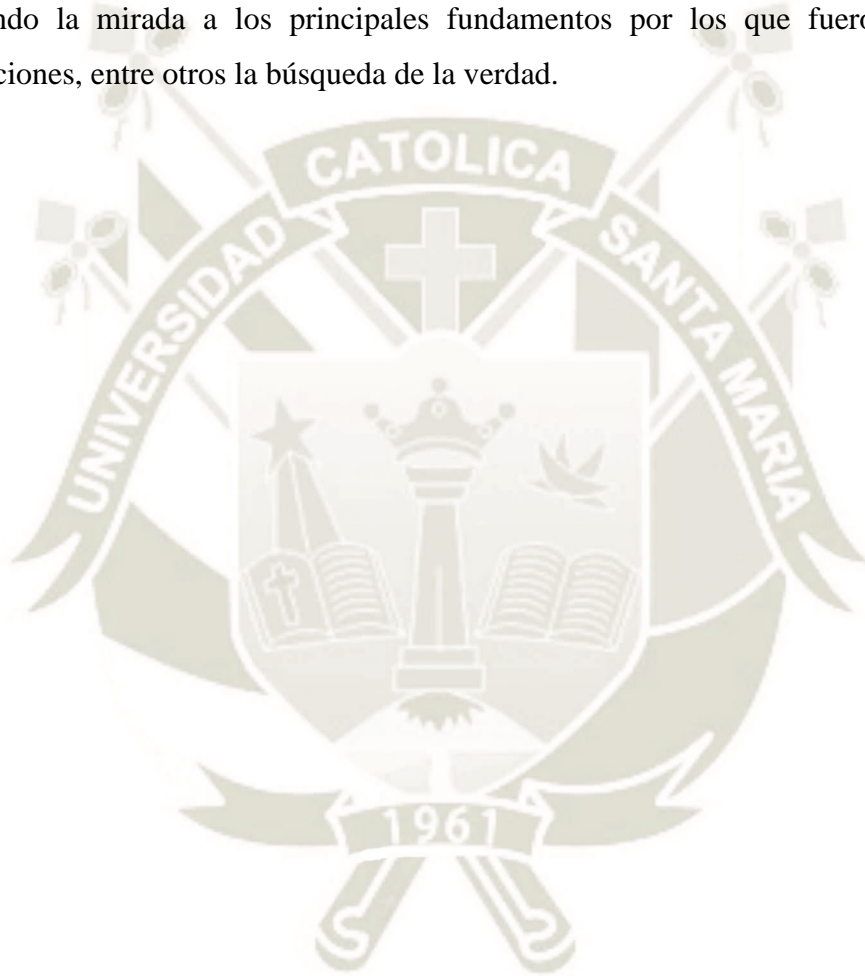 ndo la mirada a los principales fundamentos por los que fuero
ciones, entre otros la búsqueda de la verdad.
UNIVERSIDAD CATOLICA SANTA MARIA
1961